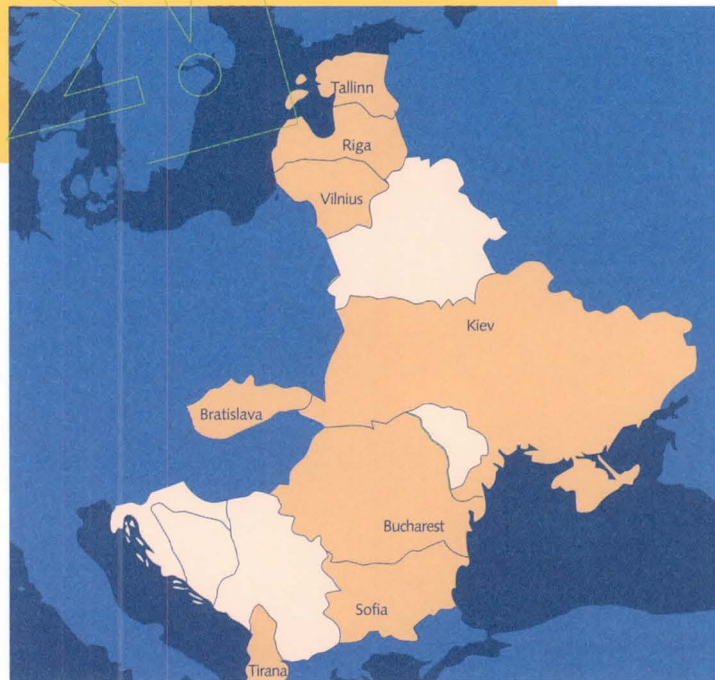 Tallinn
Riga
Vilnius
Kiev
Bratislava
Bucharest
Sofia
Tirana